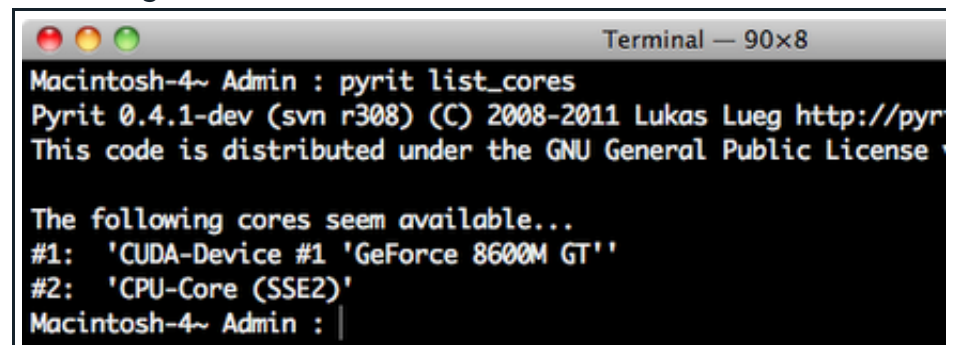 Terminal — 90×8
Macintosh-4~ Admin : pyrit list_cores
Pyrit 0.4.1-dev (svn r308) (C) 2008-2011 Lukas Lueg http://pyr
This code is distributed under the GNU General Public License
The following cores seem available...
#1:  'CUDA-Device #1 'GeForce 8600M GT''
#2:  'CPU-Core (SSE2)'
Macintosh-4~ Admin :